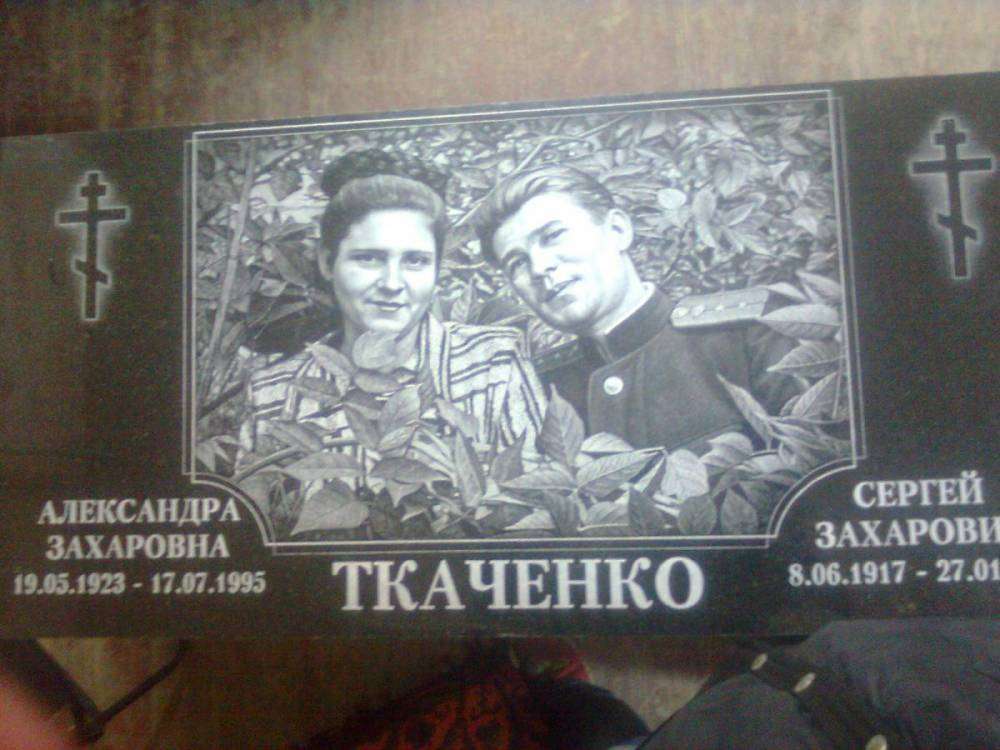 АЛЕКСАНДРА
ЗАХАРОВНА
19.05.1923 - 17.07.1995
ТКАЧЕНКО
СЕРГЕЙ
ЗАХАРОВИ
8.06.1917 - 27.01